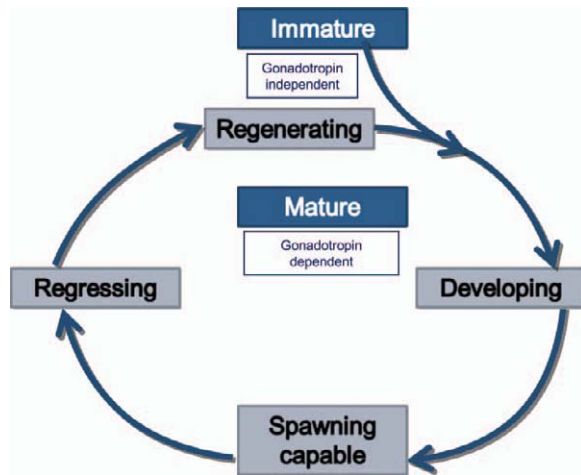 Immature
Gonadotropin
independent
Regenerating
Mature
Gonadotropin
dependent
Regressing
Developing
Spawning
capable